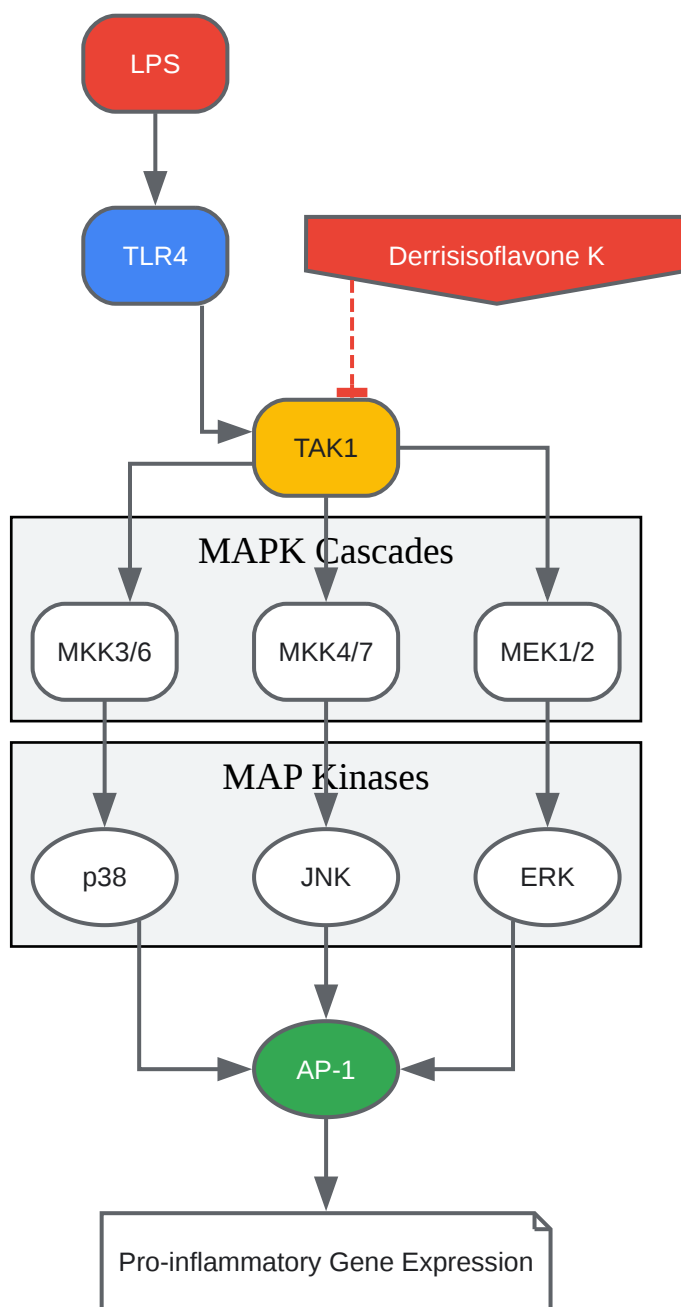 LPS
TLR4
Derrisisoflavone K
TAK1
MAPK Cascades
MKK3/6
MKK4/7
MEK1/2
MAP Kinases
p38
JNK
ERK
AP-1
Pro-inflammatory Gene Expression